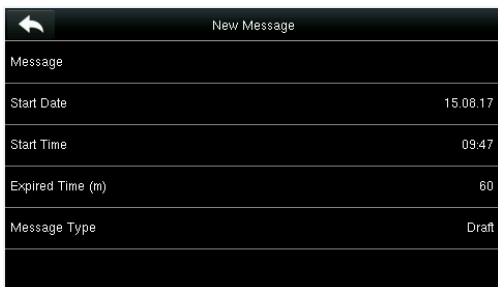 New Message
Message
Start Date 15.08.17
Start Time 09:47
Expired Time (m) 60
Message Type Draft